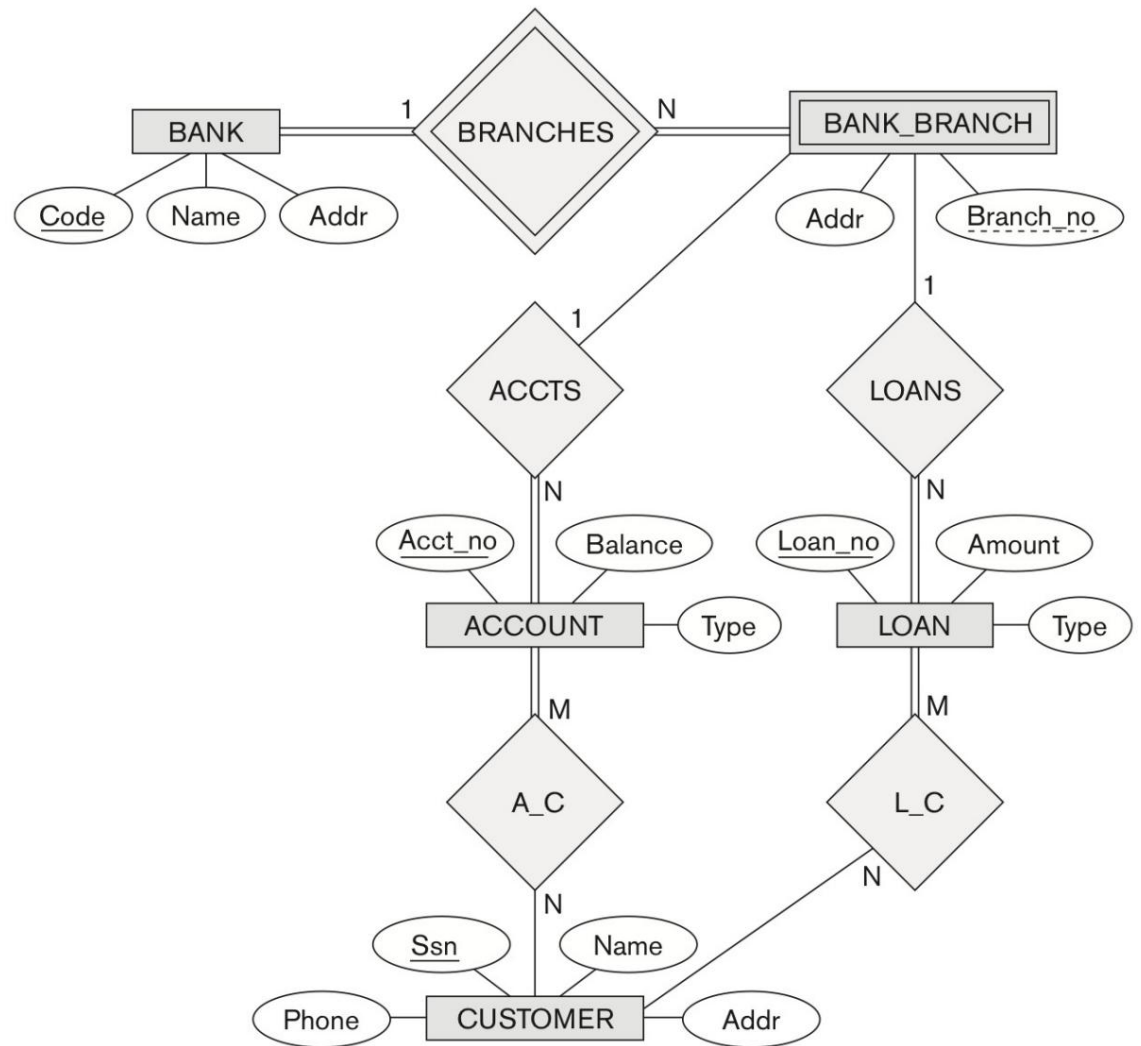 1
N
BANK
BRANCHES
BANK_BRANCH
Code
Name
Addr
Addr
Branch_no
1
1
ACCTS
LOANS
N
N
Acct_no
Balance
Loan_no
Amount
ACCOUNT
Type
LOAN
Type
M
M
A_C
L_C
N
N
Ssn
Name
Phone
CUSTOMER
Addr